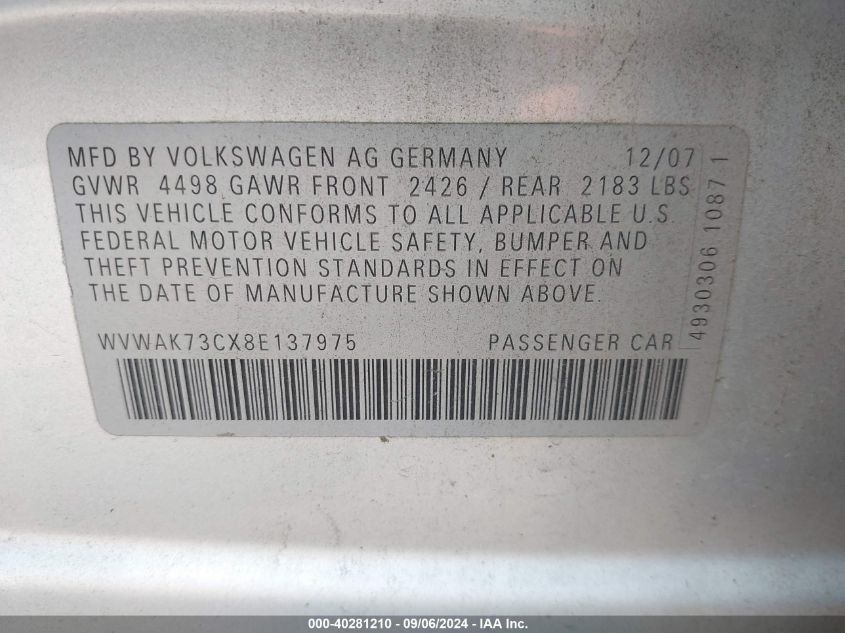 MFD BY VOLKSWAGEN AG GERMANY 12/07
GVWR 4498 GAWR FRONT 2426 / REAR 2183 LBS
THIS VEHICLE CONFORMS TO ALL APPLICABLE U.S.
FEDERAL MOTOR VEHICLE SAFETY, BUMPER AND
THEFT PREVENTION STANDARDS IN EFFECT ON
THE DATE OF MANUFACTURE SHOWN ABOVE.
WVWAK73CX8E137975 PASSENGER CAR
4930306 1087 1
000-40281210 - 09/06/2024 - IAA Inc.